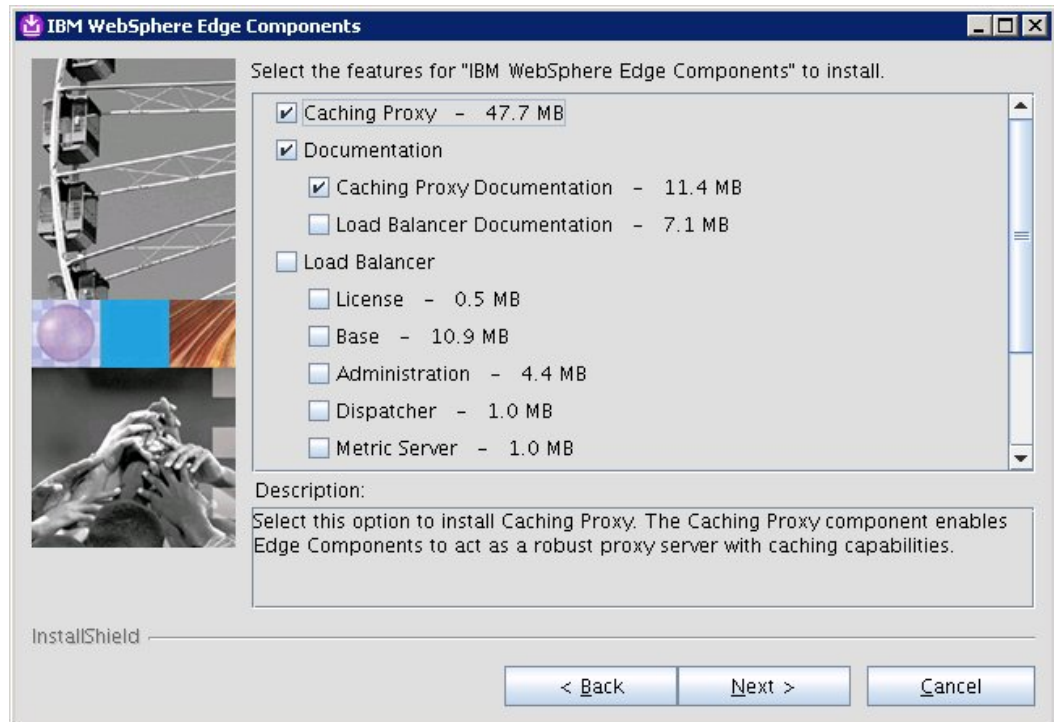 IBM WebSphere Edge Components
Select the features for "IBM WebSphere Edge Components" to install.
Caching Proxy – 47.7 MB
Documentation
Caching Proxy Documentation – 11.4 MB
Load Balancer Documentation – 7.1 MB
Load Balancer
License – 0.5 MB
Base – 10.9 MB
Administration – 4.4 MB
Dispatcher – 1.0 MB
Metric Server – 1.0 MB
Description:
Select this option to install Caching Proxy. The Caching Proxy component enables
Edge Components to act as a robust proxy server with caching capabilities.
InstallShield
< Back Next > Cancel